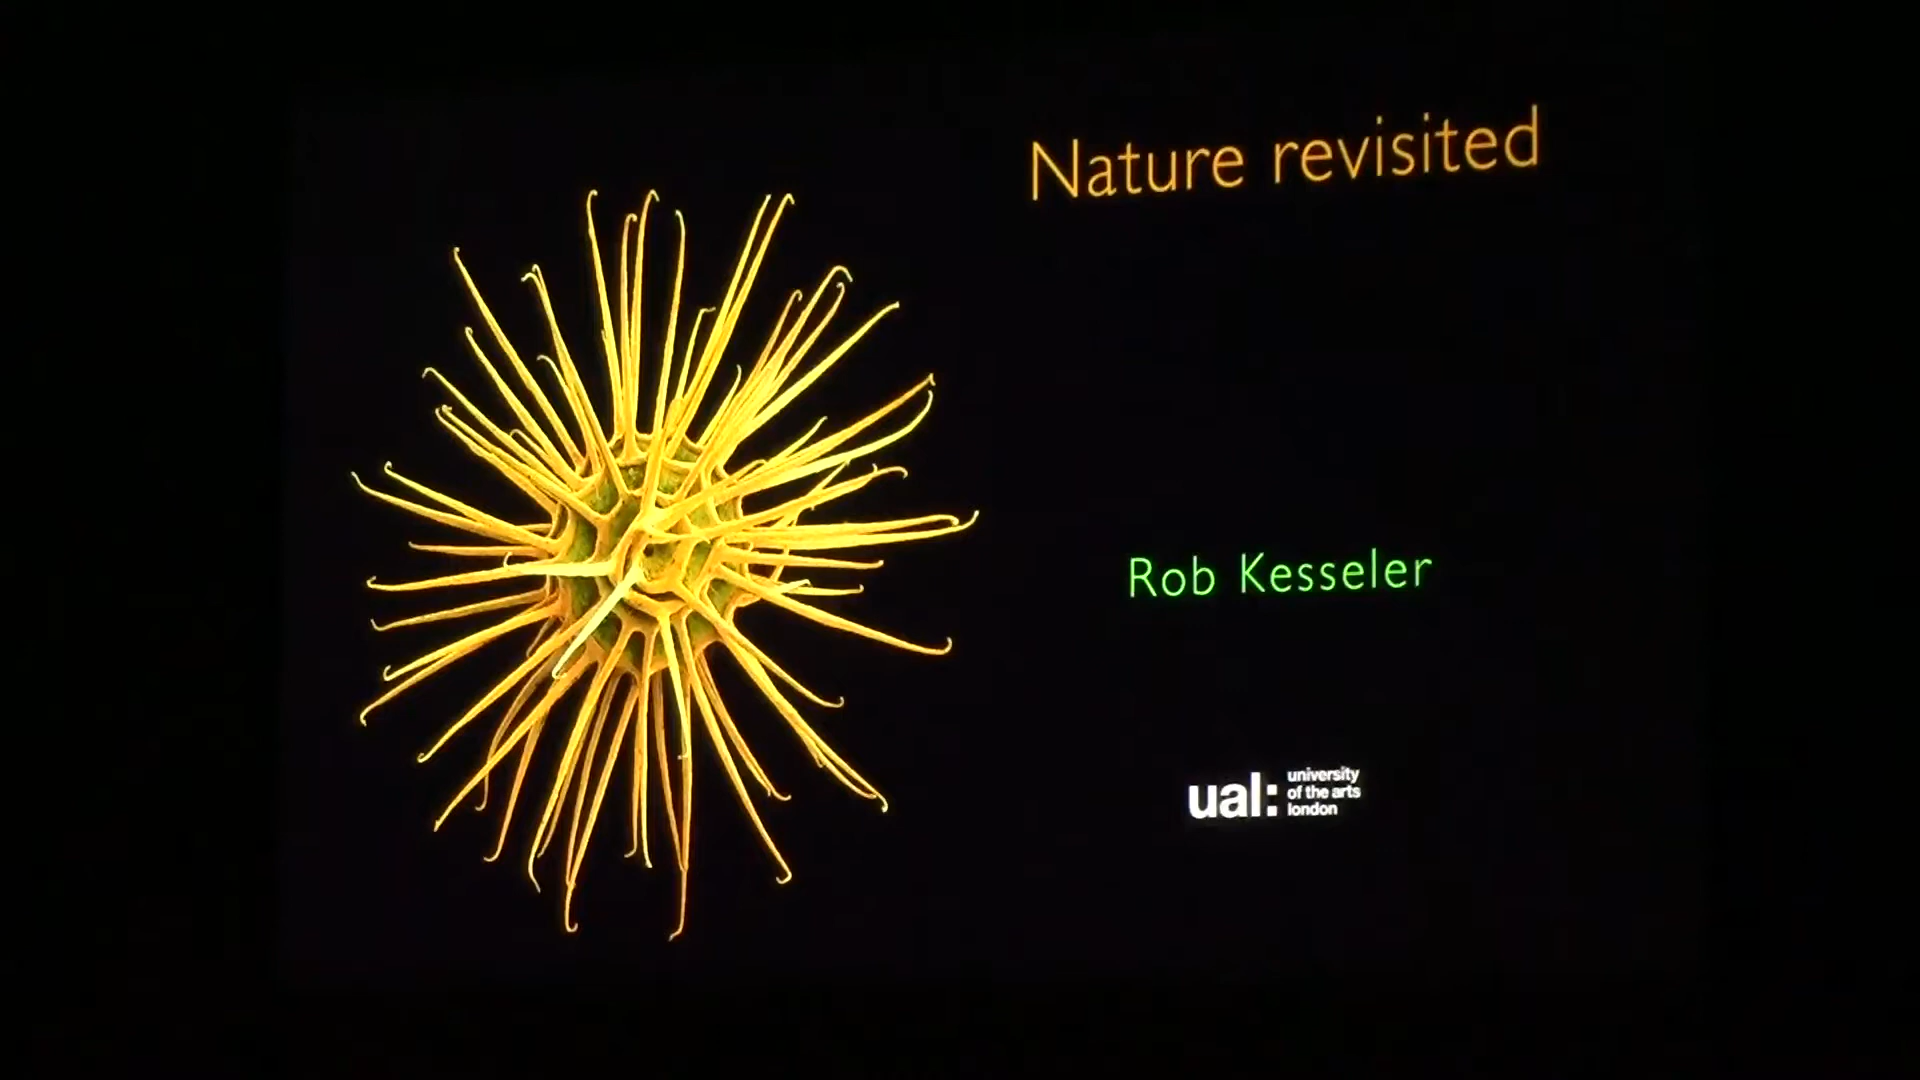 Nature revisited
Rob Kesseler
ual: university
of the arts
london